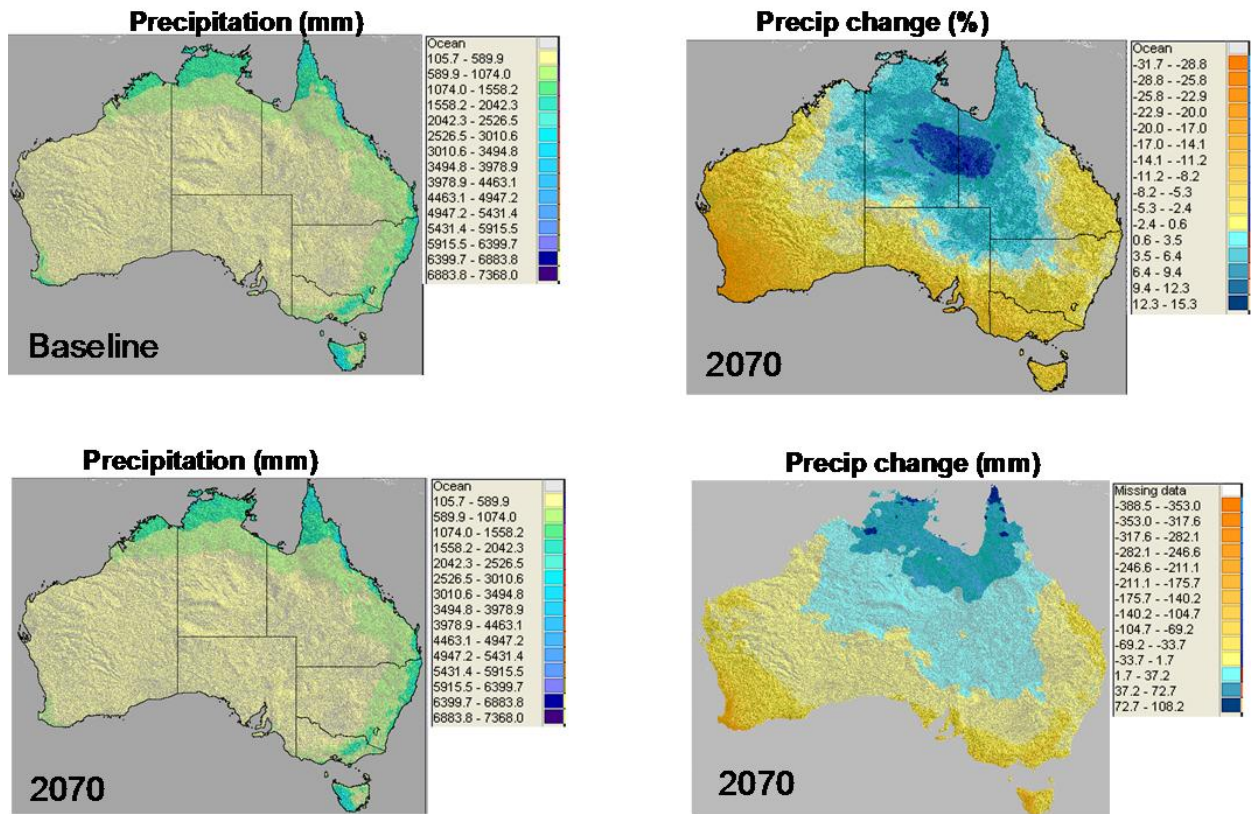 Precipitation (mm)
Ocean
105.7 - 589.9
589.9 - 1074.0
1074.0 - 1558.2
1558.2 - 2042.3
2042.3 - 2526.5
2526.5 - 3010.6
3010.6 - 3494.8
3494.8 - 3978.9
3978.9 - 4463.1
4463.1 - 4947.2
4947.2 - 5431.4
5431.4 - 5915.5
5915.5 - 6399.7
6399.7 - 6883.8
6883.8 - 7368.0
Baseline
Precip change (%)
Ocean
-31.7 - -28.8
-28.8 - -25.8
-25.8 - -22.9
-22.9 - -20.0
-20.0 - -17.0
-17.0 - -14.1
-14.1 - -11.2
-11.2 - -8.2
-8.2 - -5.3
-5.3 - -2.4
-2.4 - 0.6
0.6 - 3.5
3.5 - 6.4
6.4 - 9.4
9.4 - 12.3
12.3 - 15.3
2070
Precipitation (mm)
Ocean
105.7 - 589.9
589.9 - 1074.0
1074.0 - 1558.2
1558.2 - 2042.3
2042.3 - 2526.5
2526.5 - 3010.6
3010.6 - 3494.8
3494.8 - 3978.9
3978.9 - 4463.1
4463.1 - 4947.2
4947.2 - 5431.4
5431.4 - 5915.5
5915.5 - 6399.7
6399.7 - 6883.8
6883.8 - 7368.0
2070
Precip change (mm)
Missing data
-388.5 - -353.0
-353.0 - -317.6
-317.6 - -282.1
-282.1 - -246.6
-246.6 - -211.1
-211.1 - -175.7
-175.7 - -140.2
-140.2 - -104.7
-104.7 - -69.2
-69.2 - -33.7
-33.7 - 1.7
1.7 - 37.2
37.2 - 72.7
72.7 - 108.2
2070